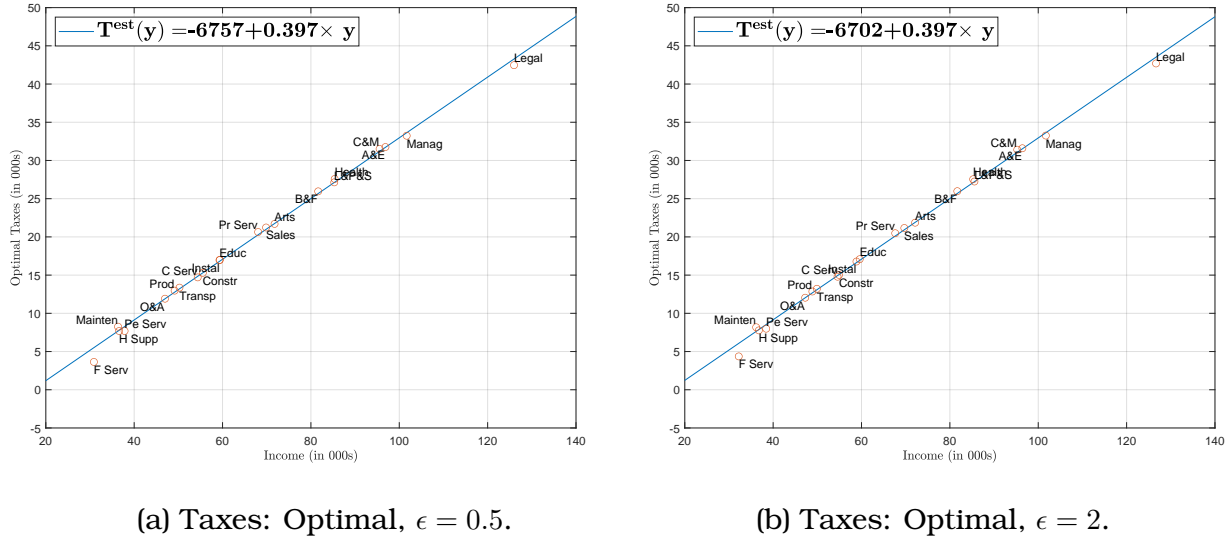 T^est(y) =-6757+0.397× y
50
45
40
35
30
25
20
15
10
5
0
-5
Optimal Taxes (in 000s)
Legal
Manag
C&M
A&E
Health
L&P&S
B&F
Arts
Pr Serv
Sales
Educ
C Serv
Instal
Constr
Prod
Transp
O&A
Mainten
Pe Serv
H Supp
F Serv
20 40 60 80 100 120 140
Income (in 000s)
(a) Taxes: Optimal, ϵ = 0.5.
T^est(y) =-6702+0.397× y
50
45
40
35
30
25
20
15
10
5
0
-5
Optimal Taxes (in 000s)
Legal
Manag
C&M
A&E
Health
B&F
Arts
Pr Serv
Sales
Educ
C Serv
Instal
Constr
Prod
Transp
O&A
Mainten
Pe Serv
H Supp
F Serv
20 40 60 80 100 120 140
Income (in 000s)
(b) Taxes: Optimal, ϵ = 2.